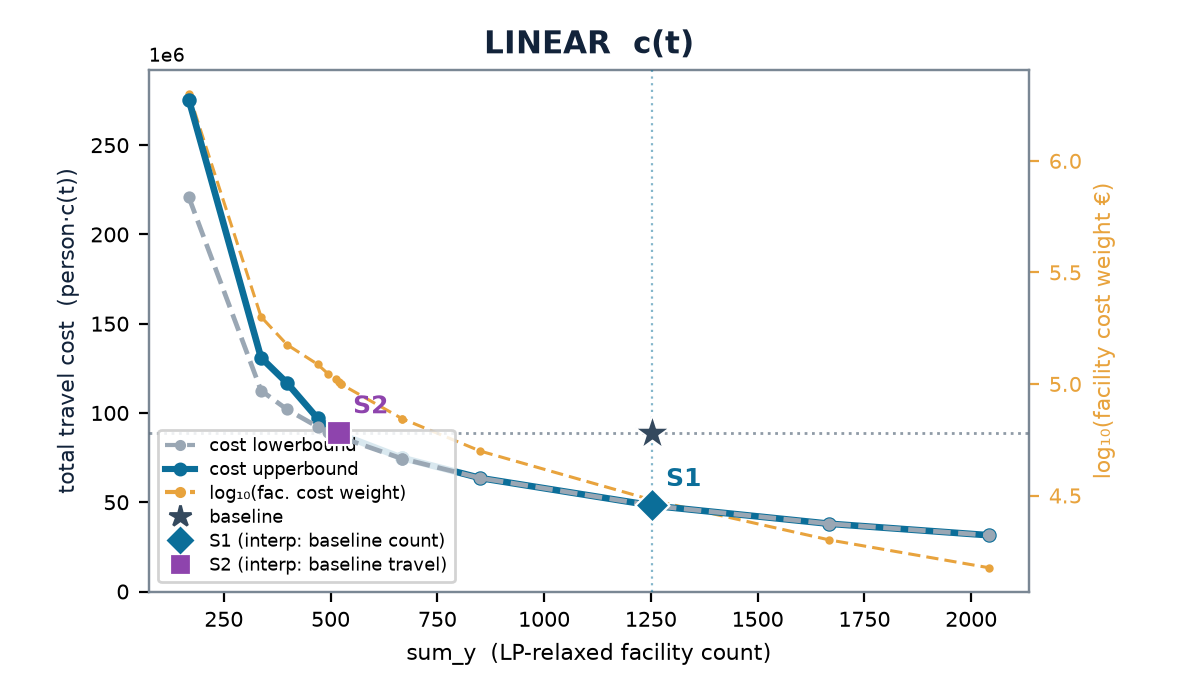 LINEAR c(t)
1e6
250
200
150
100
50
0
total travel cost (person·c(t))
6.0
5.5
5.0
4.5
log₁₀(facility cost weight €)
S2
S1
cost lowerbound
cost upperbound
log₁₀(fac. cost weight)
baseline
S1 (interp: baseline count)
S2 (interp: baseline travel)
250 500 750 1000 1250 1500 1750 2000
sum_y (LP-relaxed facility count)